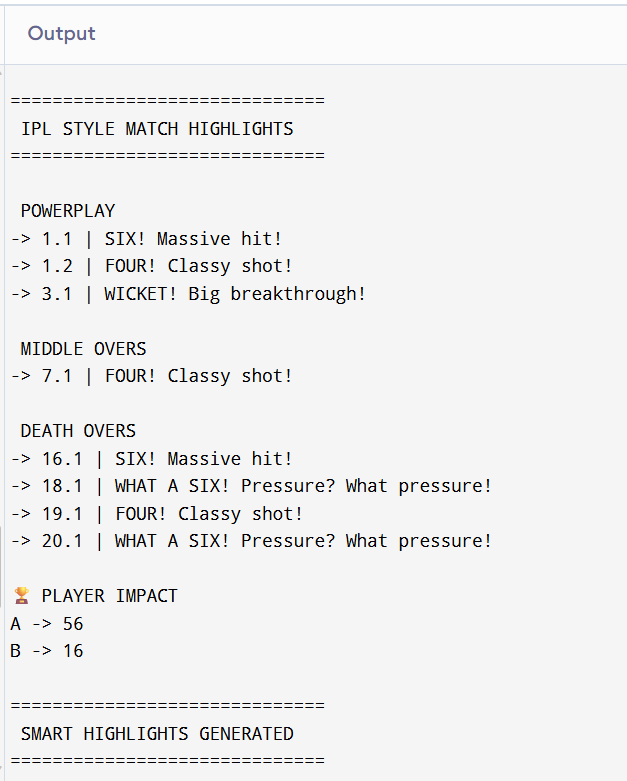 Output
==============================
IPL STYLE MATCH HIGHLIGHTS
==============================
POWERPLAY
-> 1.1 | SIX! Massive hit!
-> 1.2 | FOUR! Classy shot!
-> 3.1 | WICKET! Big breakthrough!
MIDDLE OVERS
-> 7.1 | FOUR! Classy shot!
DEATH OVERS
-> 16.1 | SIX! Massive hit!
-> 18.1 | WHAT A SIX! Pressure? What pressure!
-> 19.1 | FOUR! Classy shot!
-> 20.1 | WHAT A SIX! Pressure? What pressure!
🏆 PLAYER IMPACT
A -> 56
B -> 16
==============================
SMART HIGHLIGHTS GENERATED
==============================